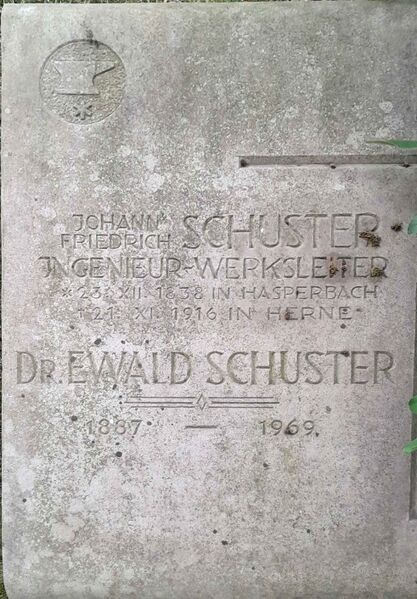 JOHANN
FRIEDRICH SCHUSTER
INGENIEUR-WERKSLEITER
* 23. XII. 1838 IN HASPERBACH
† 21. XI. 1916 IN HERNE
DR. EWALD SCHUSTER
1887 — 1969